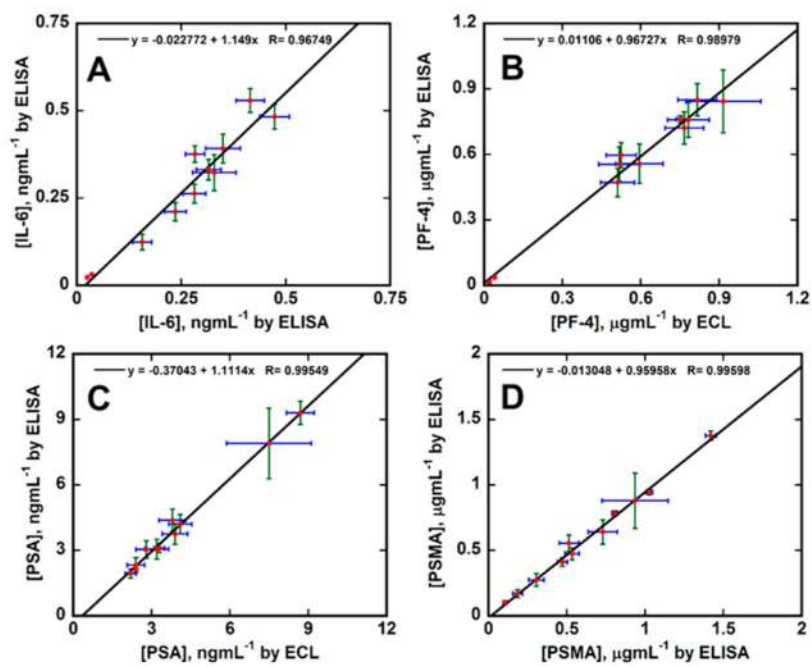 y = -0.022772 + 1.149x R= 0.96749
A
[IL-6], ngmL⁻¹ by ELISA
0.75
0.5
0.25
0
0 0.25 0.5 0.75
[IL-6], ngmL⁻¹ by ELISA
y = 0.01106 + 0.96727x R= 0.98979
B
[PF-4], µgmL⁻¹ by ELISA
1.2
0.9
0.6
0.3
0
0 0.3 0.6 0.9 1.2
[PF-4], µgmL⁻¹ by ECL
y = -0.37043 + 1.1114x R= 0.99549
C
[PSA], ngmL⁻¹ by ELISA
12
9
6
3
0
0 3 6 9 12
[PSA], ngmL⁻¹ by ECL
y = -0.013048 + 0.95958x R= 0.99598
D
[PSMA], µgmL⁻¹ by ELISA
2
1.5
1
0.5
0
0 0.5 1 1.5 2
[PSMA], µgmL⁻¹ by ELISA